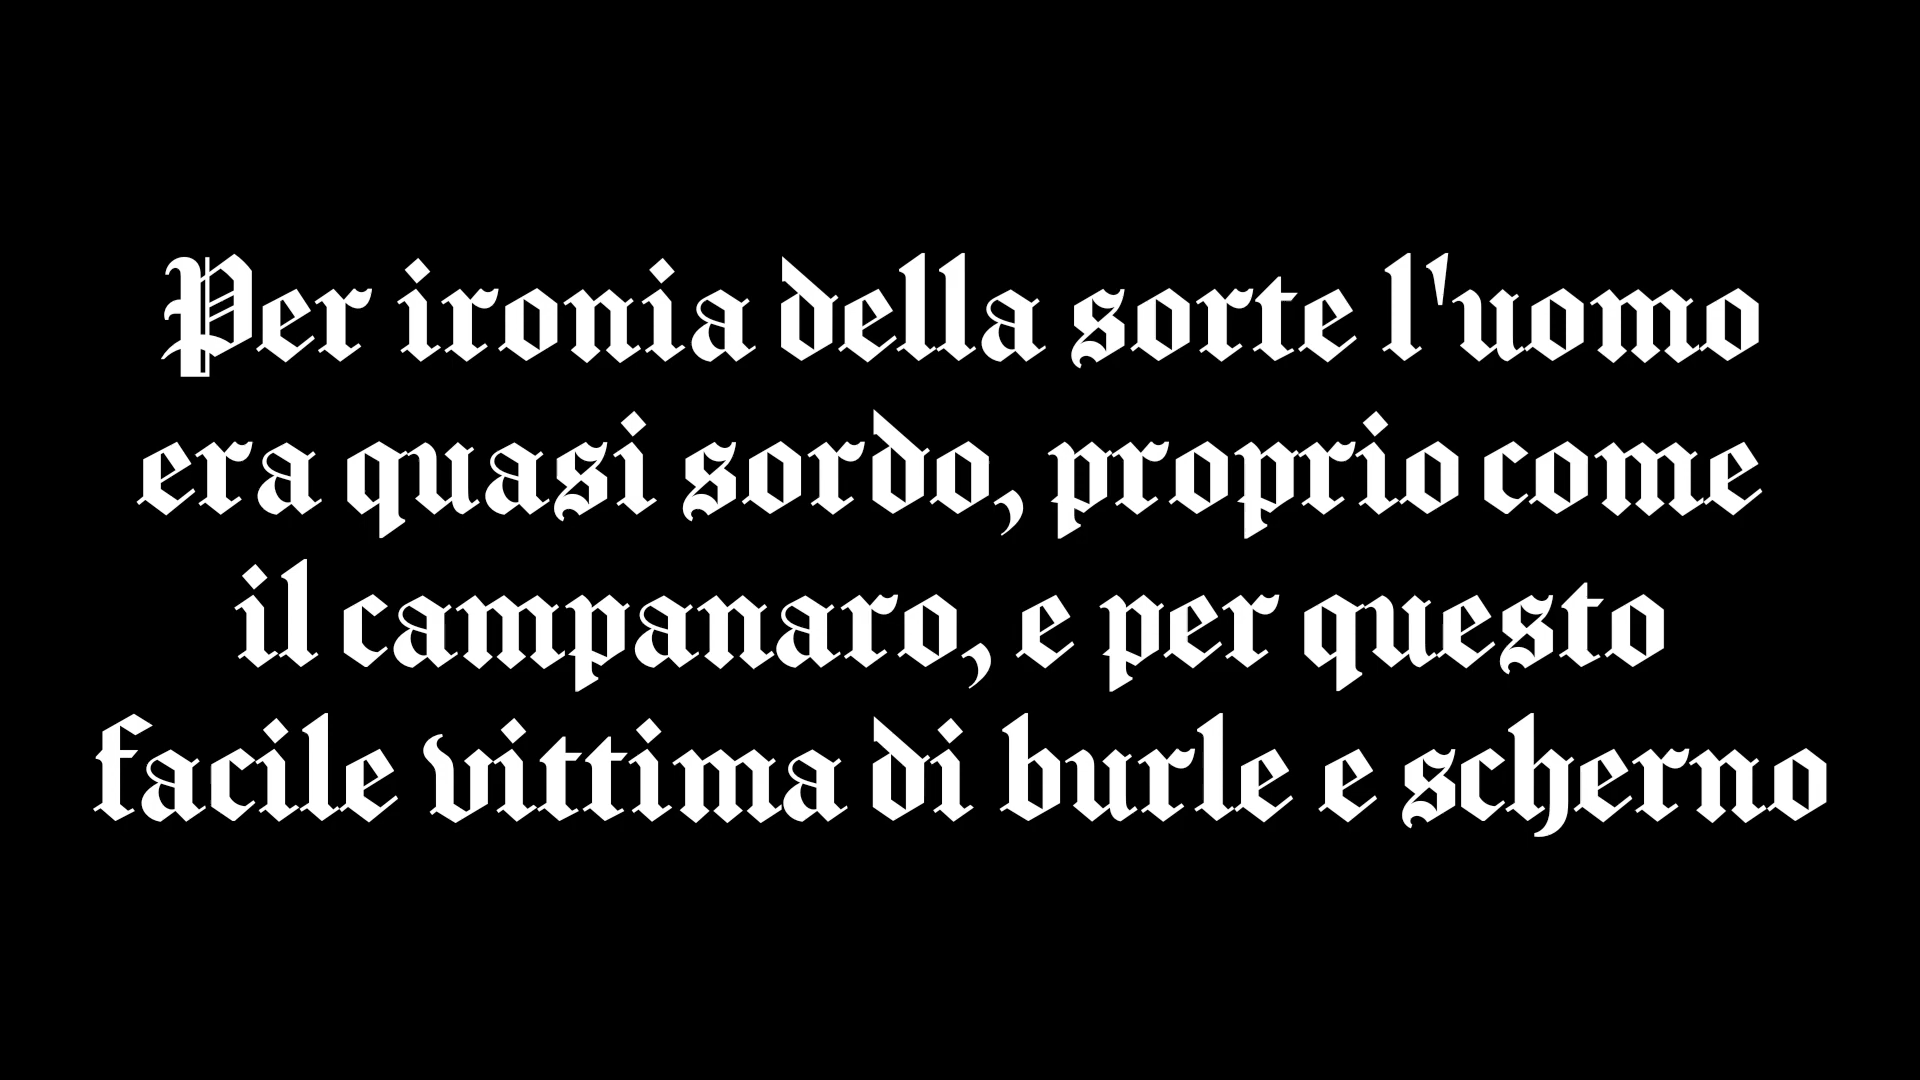 Per ironia della sorte l'uomo
era quasi sordo, proprio come
il campanaro, e per questo
facile vittima di burle e scherno